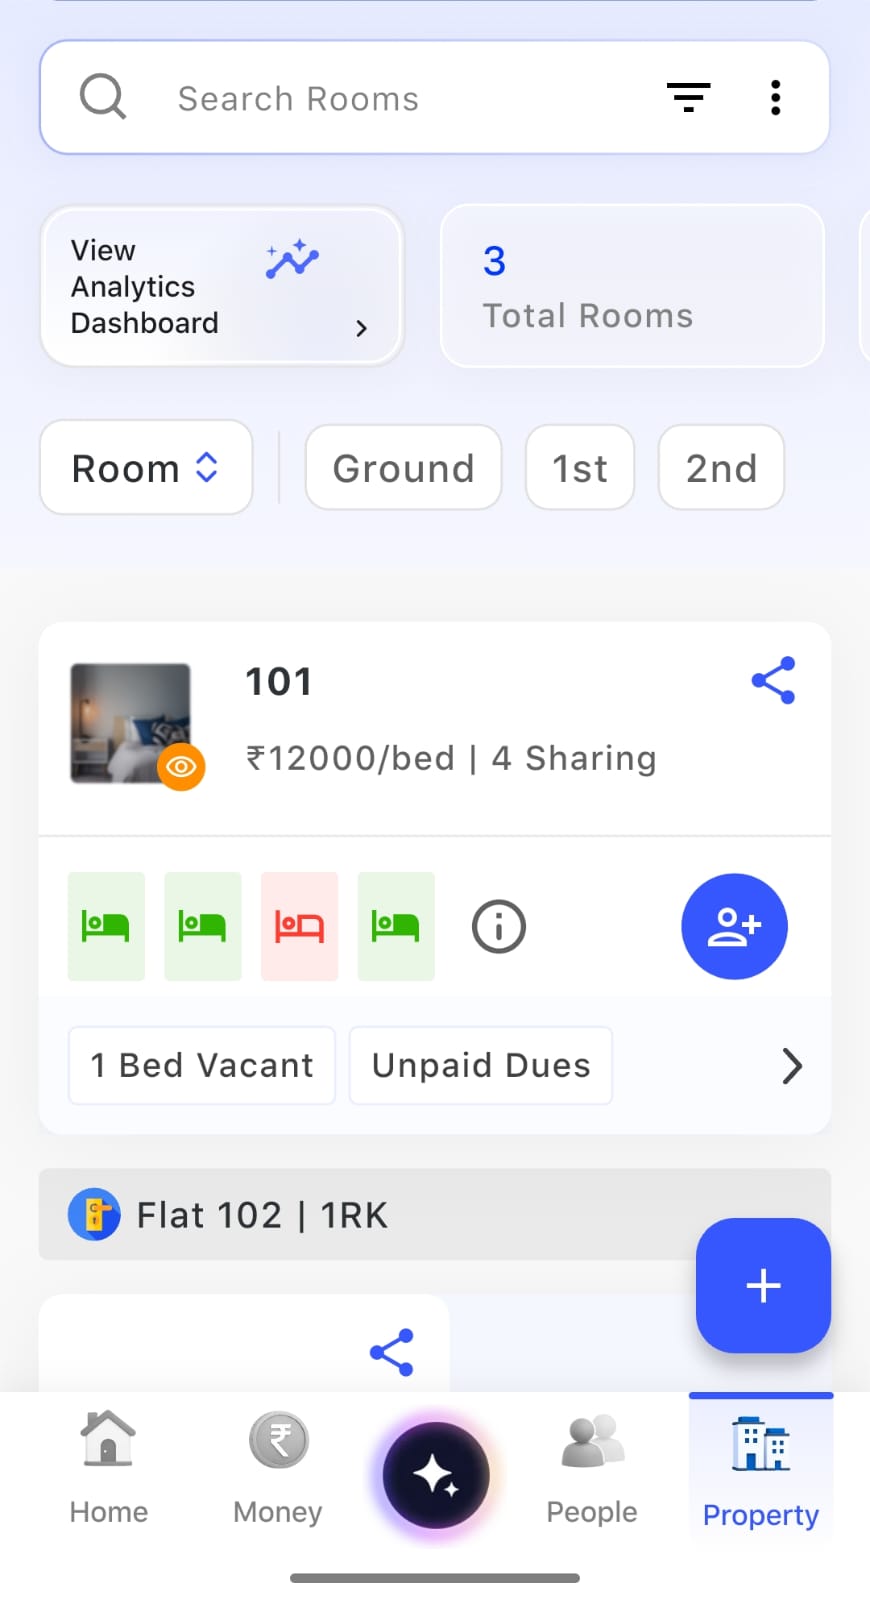 Search Rooms
View
Analytics
Dashboard
3
Total Rooms
Room
Ground
1st
2nd
101
₹12000/bed | 4 Sharing
1 Bed Vacant
Unpaid Dues
Flat 102 | 1RK
Home
Money
People
Property